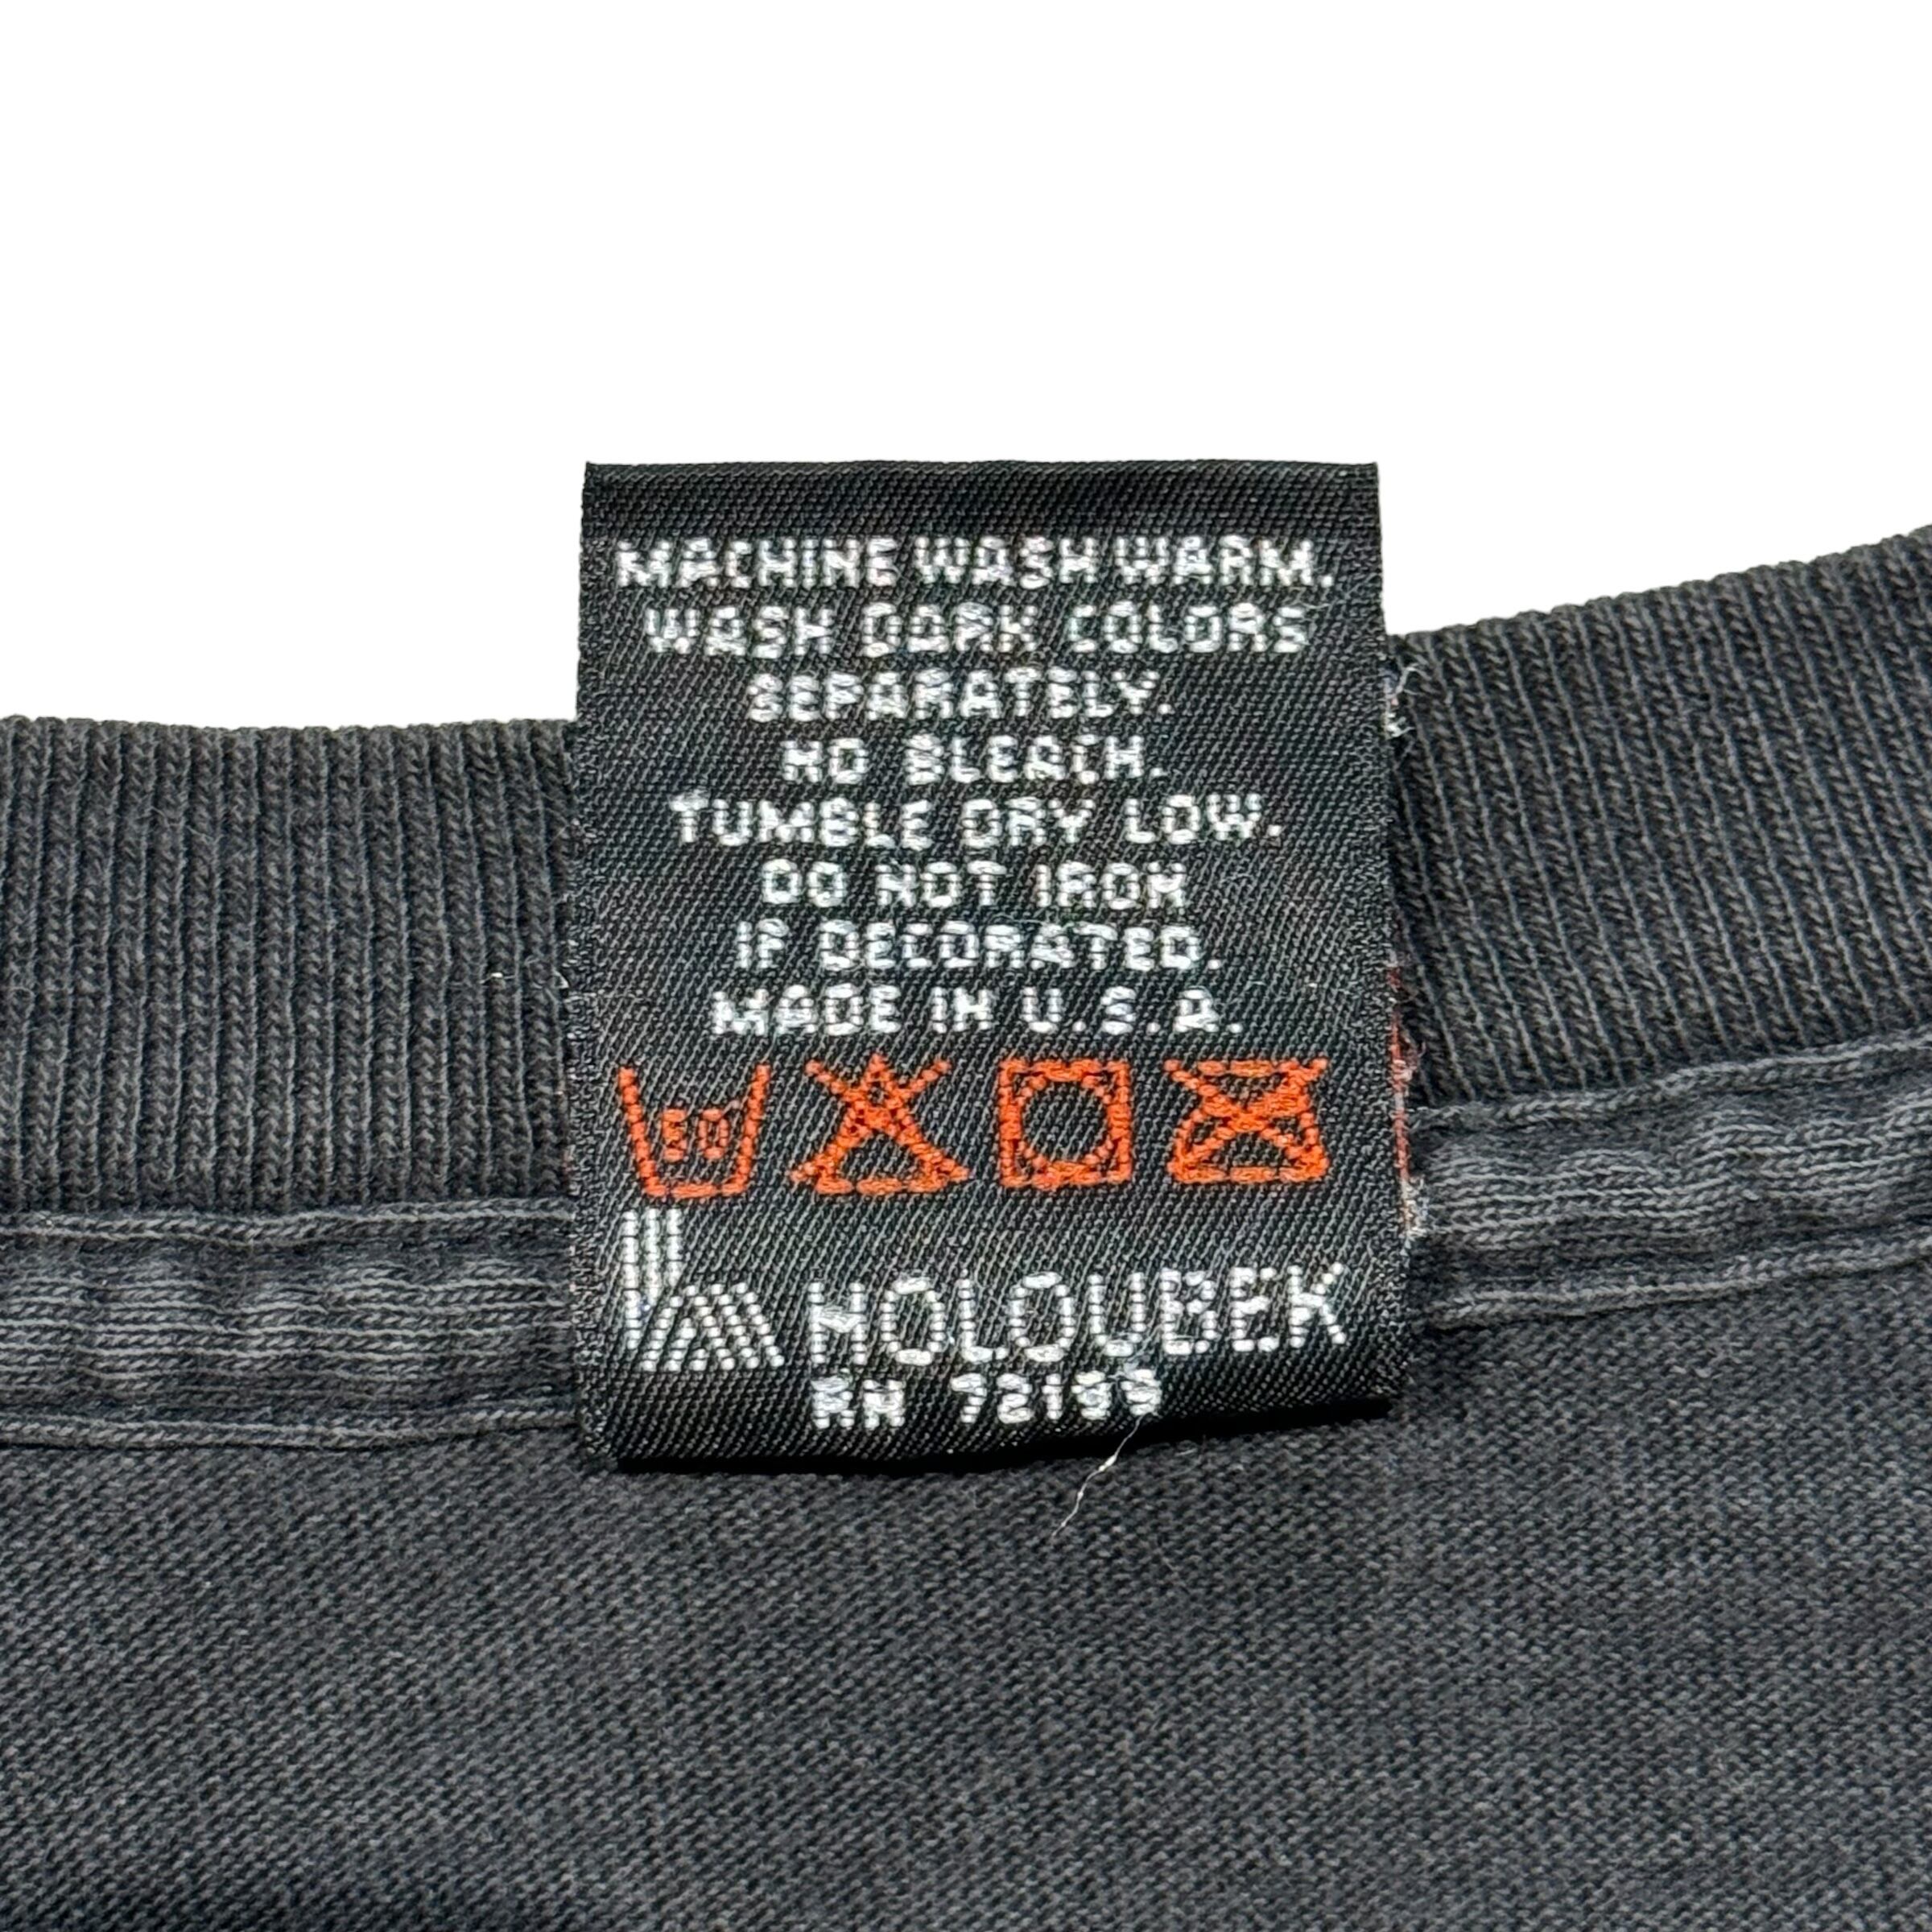 MACHINE WASH WARM.
WASH DARK COLORS
SEPARATELY.
NO BLEACH.
TUMBLE DRY LOW.
DO NOT IRON
IF DECORATED.
MADE IN U.S.A.
30
HOLOUBEK
RN 72199